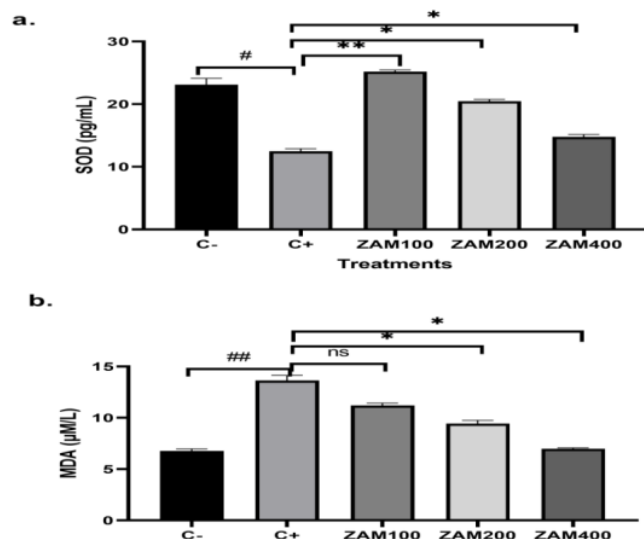 a.
*
*
# **
30
20
10
0
SOD (pg/mL)
C- C+ ZAM100 ZAM200 ZAM400
Treatments
b.
*
*
## ns
15
10
5
0
MDA (µM/L)
C- C+ ZAM100 ZAM200 ZAM400